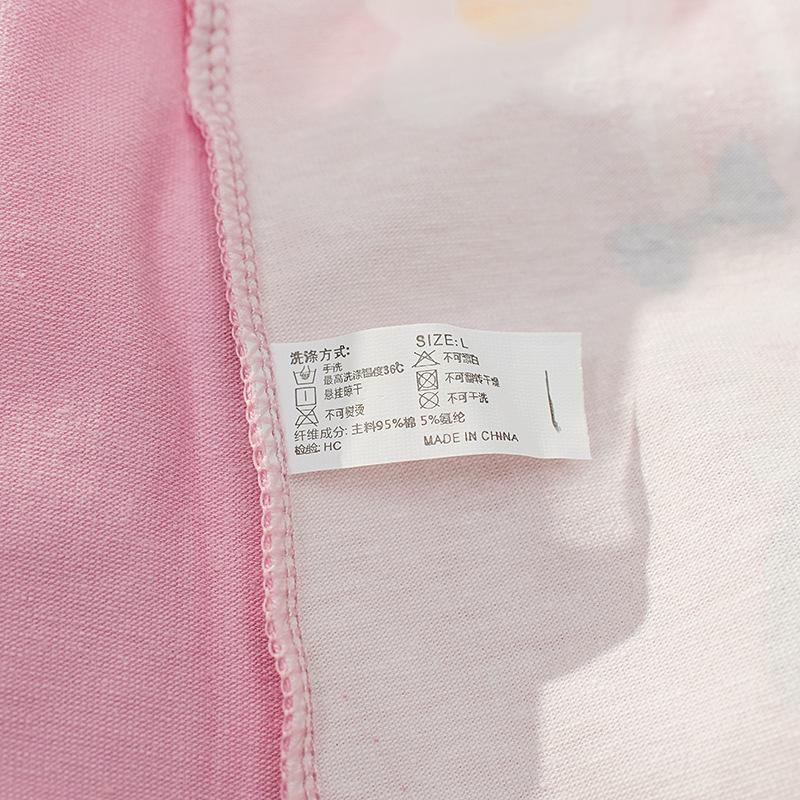 洗涤方式:
SIZE:L
手洗
最高洗涤温度36℃
不可漂白
悬挂晾干
不可翻转干燥
不可熨烫
不可干洗
纤维成分: 主料95%棉 5%氨纶
检验: HC
MADE IN CHINA